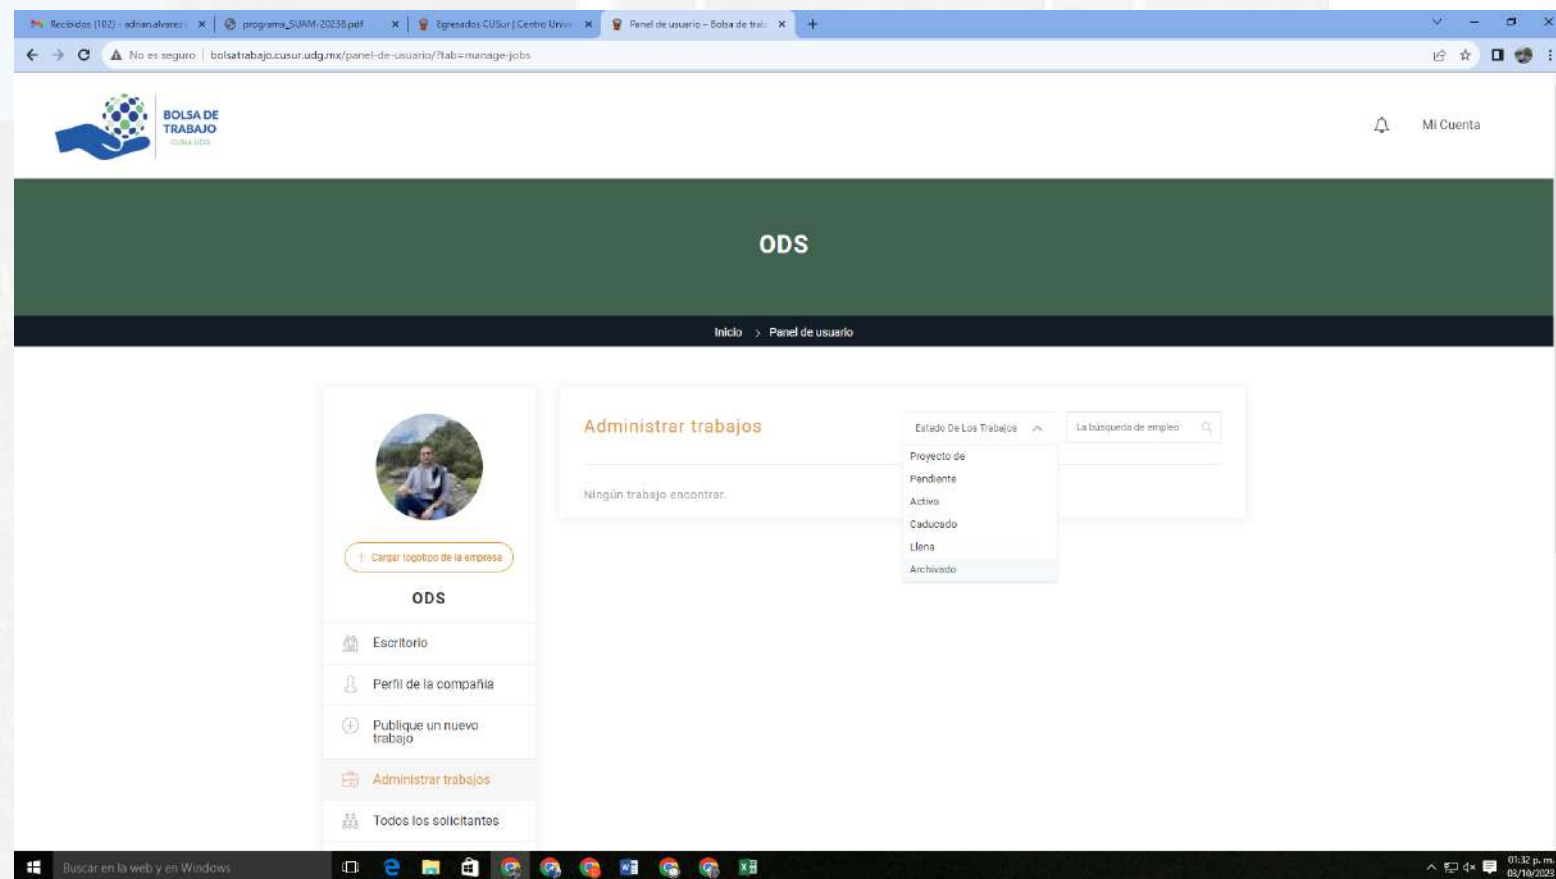 Recibidos (102) - adrian.alvarez
programa_SUAM-2023B.pdf
Egresados CUSur | Centro Unive
Panel de usuario – Bolsa de trab
No es seguro
bolsatrabajo.cusur.udg.mx/panel-de-usuario/?tab=manage-jobs
BOLSA DE
TRABAJO
Mi Cuenta
ODS
Inicio > Panel de usuario
Administrar trabajos
Estado De Los Trabajos
La búsqueda de empleo
Proyecto de
Pendiente
Activo
Caducado
Llena
Archivado
Ningún trabajo encontrar.
+ Cargar logotipo de la empresa
ODS
Escritorio
Perfil de la compañía
Publique un nuevo
trabajo
Administrar trabajos
Todos los solicitantes
Buscar en la web y en Windows
01:32 p. m.
03/10/2023